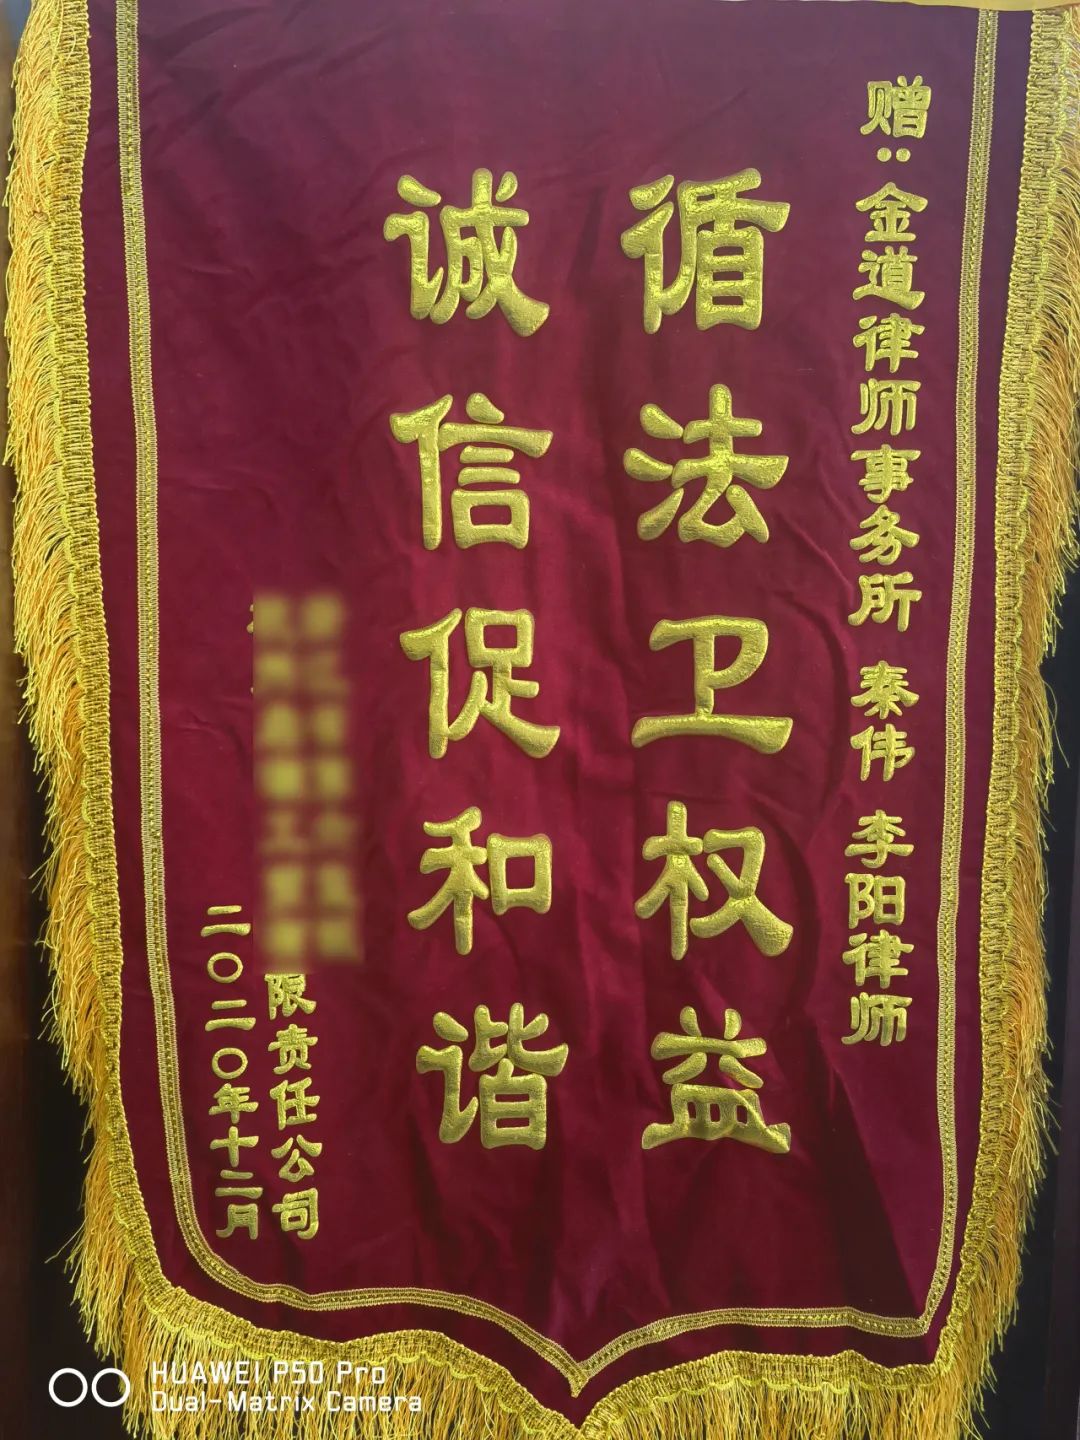 赠：金道律师事务所 秦伟 李阳律师
循法卫权益
诚信促和谐
限责任公司
二〇二〇年十二月
HUAWEI P50 Pro
Dual-Matrix Camera